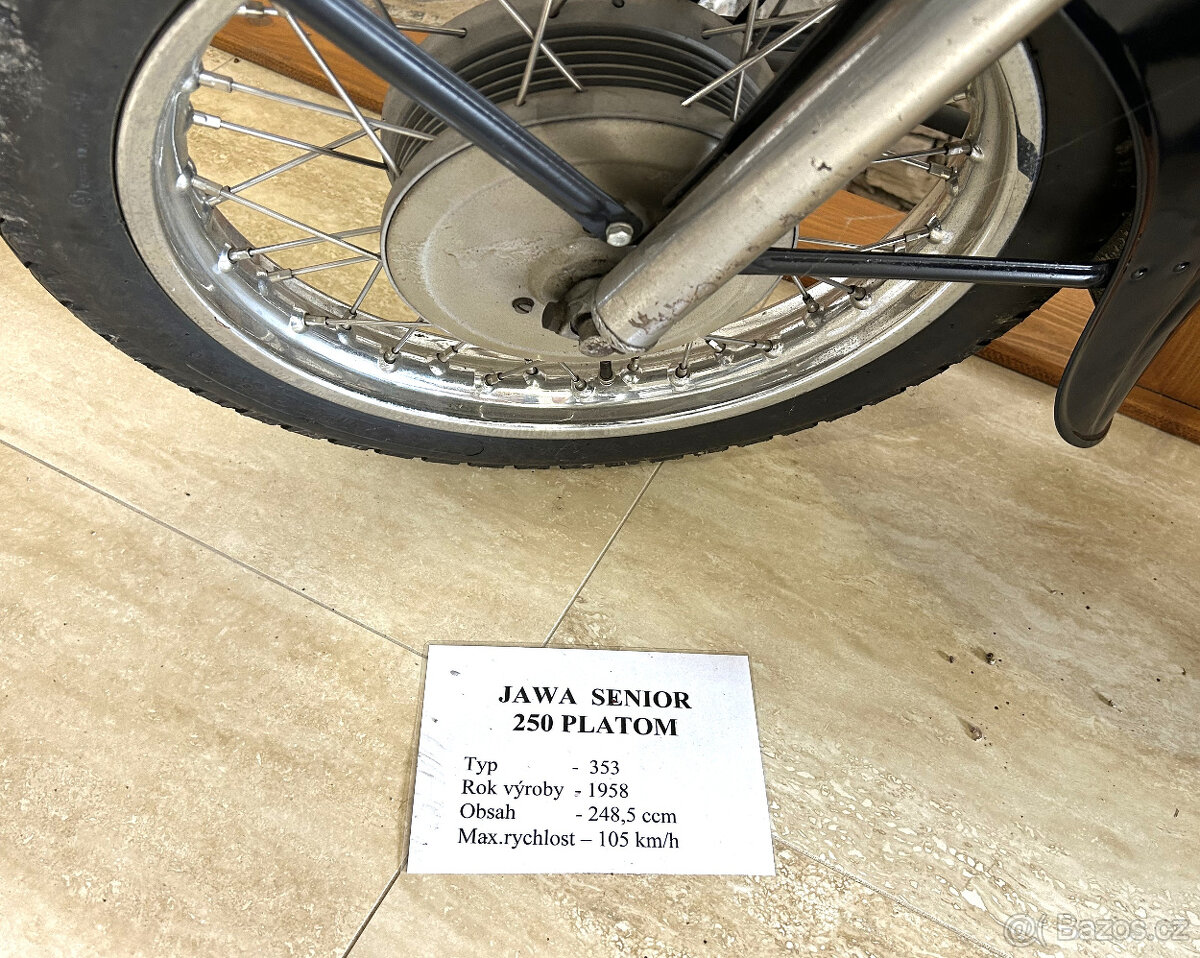 JAWA SENIOR
250 PLATOM
Typ - 353
Rok výroby - 1958
Obsah - 248,5 ccm
Max.rychlost – 105 km/h
Bazos.cz